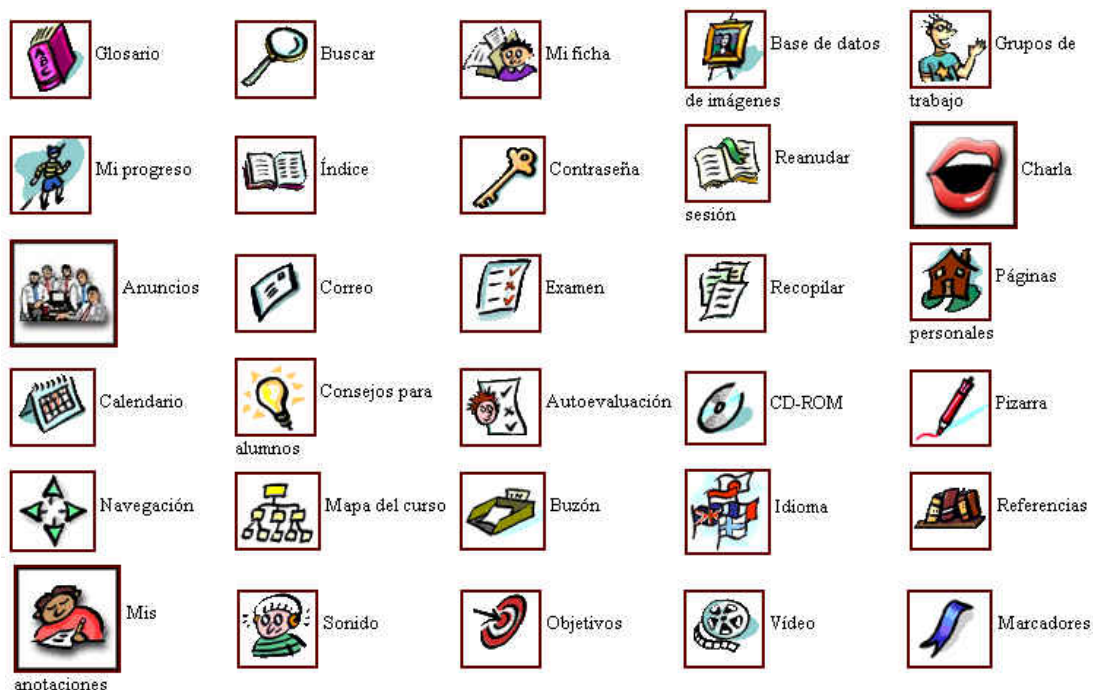 Glosario
Buscar
Mi ficha
Base de datos
de imágenes
Grupos de
trabajo
Mi progreso
Índice
Contraseña
Reanudar
sesión
Charla
Anuncios
Correo
Examen
Recopilar
Páginas
personales
Calendario
Consejos para
alumnos
Autoevaluación
CD-ROM
Pizarra
Navegación
Mapa del curso
Buzón
Idioma
Referencias
Mis
anotaciones
Sonido
Objetivos
Vídeo
Marcadores